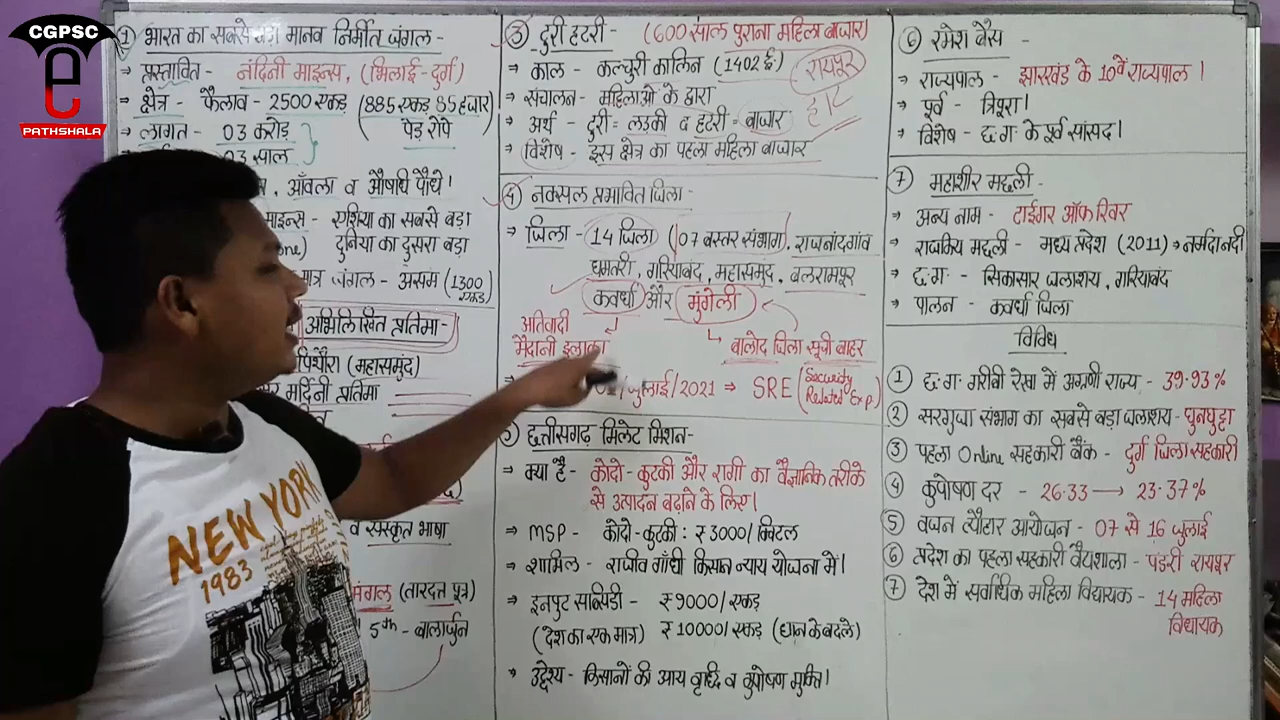 CGPSC
PATHSHALA
① भारत का सबसे बड़ा मानव निर्मित जंगल -
→ प्रस्तावित - नंदिनी माइन्स, (भिलाई - दुर्ग)
→ क्षेत्र - फैलाव - 2500 एकड़ (885 एकड़ 85 हजार
पेड़ रोपे)
→ लागत - 03 करोड़
03 साल
, आँवला व औषधि पौधे।
माइन्स - एशिया का सबसे बड़ा
दुनिया का दुसरा बड़ा
मात्र जंगल - असम (1300
एकड़)
अभिलिखित प्रतिमा -
(महासमुंद)
मर्दिनी प्रतिमा
व संस्कृत भाषा
मंगल (तारदत्त पुत्र)
5th - बालार्जुन
③ टुरी हटरी - (600 साल पुराना महिला बाजार)
→ काल - कल्चुरी कालिन (1402 ई.) रायपुर
→ संचालन - महिलाओ के द्वारा
→ अर्थ - टुरी = लड़की व हटरी = बाजार
हाट
→ विशेष - इस क्षेत्र का पहला महिला बाजार
④ नक्सल प्रभावित जिला -
→ जिला - 14 जिला (07 बस्तर संभाग), राजनांदगांव
धमतरी, गरियाबंद, महासमुंद, बलरामपुर
कवर्धा और मुंगेली
अतिवादी
मैदानी इलाका
बालोद जिला सूची बाहर
जुलाई/2021 ⇒ SRE (Security
Related Exp.)
⑤ छत्तीसगढ़ मिलेट मिशन -
→ क्या है - कोदो - कुटकी और रागी का वैज्ञानिक तरीके
से उत्पादन बढ़ाने के लिए।
→ MSP - कोदो - कुटकी : ₹ 3000/ क्विंटल
→ शामिल - राजीव गाँधी किसान न्याय योजना में।
→ इनपुट सब्सिडी - ₹ 9000/ एकड़
(देश का एक मात्र) ₹ 10000/ एकड़ (धान के बदले)
→ उद्देश्य - किसानों की आय वृद्धि व कुपोषण मुक्ति।
⑥ रमेश बैस -
→ राज्यपाल - झारखंड के 10वें राज्यपाल।
→ पूर्व - त्रिपुरा।
→ विशेष - छ.ग. के पूर्व सांसद।
⑦ महाशीर मछली -
→ अन्य नाम - टाईगर ऑफ रिवर
→ राजकिय मछली - मध्य प्रदेश (2011) → नर्मदा नदी
→ छ.ग. - सिकासार जलाशय, गरियाबंद
→ पालन - कवर्धा जिला
विविध
① छ.ग. गरीबी रेखा में अग्रणी राज्य - 39.93%
② सरगुजा संभाग का सबसे बड़ा जलाशय - घुनघुट्टा
③ पहला Online सहकारी बैंक - दुर्ग जिला सहकारी
④ कुपोषण दर - 26.33 → 23.37%
⑤ वजन त्यौहार आयोजन - 07 से 16 जुलाई
⑥ प्रदेश का पहला सहकारी वैद्यशाला - पंडरी रायपुर
⑦ देश में सर्वाधिक महिला विधायक - 14 महिला
विधायक
NEW YORK
1983